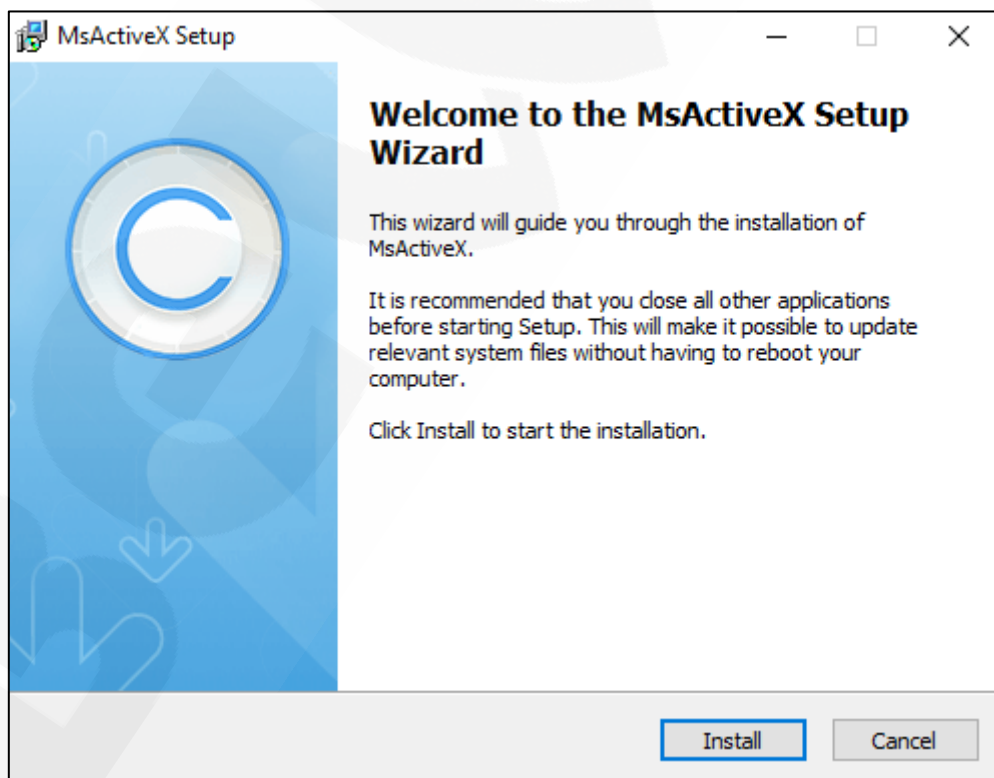 MsActiveX Setup
Welcome to the MsActiveX Setup
Wizard
This wizard will guide you through the installation of
MsActiveX.
It is recommended that you close all other applications
before starting Setup. This will make it possible to update
relevant system files without having to reboot your
computer.
Click Install to start the installation.
Install
Cancel